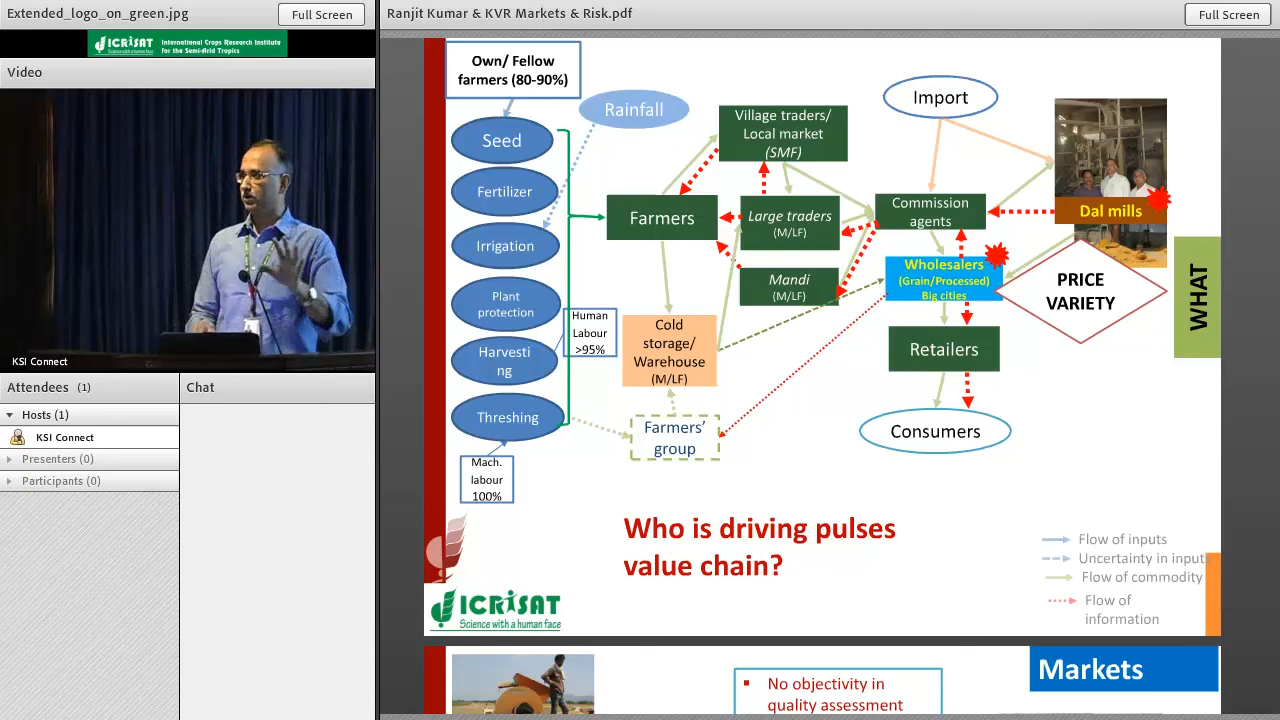 Extended_logo_on_green.jpg
Full Screen
ICRISAT
International Crops Research Institute
for the Semi-Arid Tropics
Video
KSI Connect
Attendees (1)
Hosts (1)
KSI Connect
Presenters (0)
Participants (0)
Chat
Ranjit Kumar & KVR Markets & Risk.pdf
Full Screen
Own/ Fellow
farmers (80-90%)
Seed
Fertilizer
Irrigation
Plant
protection
Harvesti
ng
Threshing
Rainfall
Human
Labour
>95%
Mach.
labour
100%
Farmers
Village traders/
Local market
(SMF)
Large traders
(M/LF)
Mandi
(M/LF)
Cold
storage/
Warehouse
(M/LF)
Farmers’
group
Import
Commission
agents
Dal mills
Wholesalers
(Grain/Processed)
Big cities
Retailers
Consumers
PRICE
VARIETY
WHAT
Who is driving pulses
value chain?
Flow of inputs
Uncertainty in inputs
Flow of commodity
Flow of
information
ICRISAT
Science with a human face
No objectivity in
quality assessment
Markets